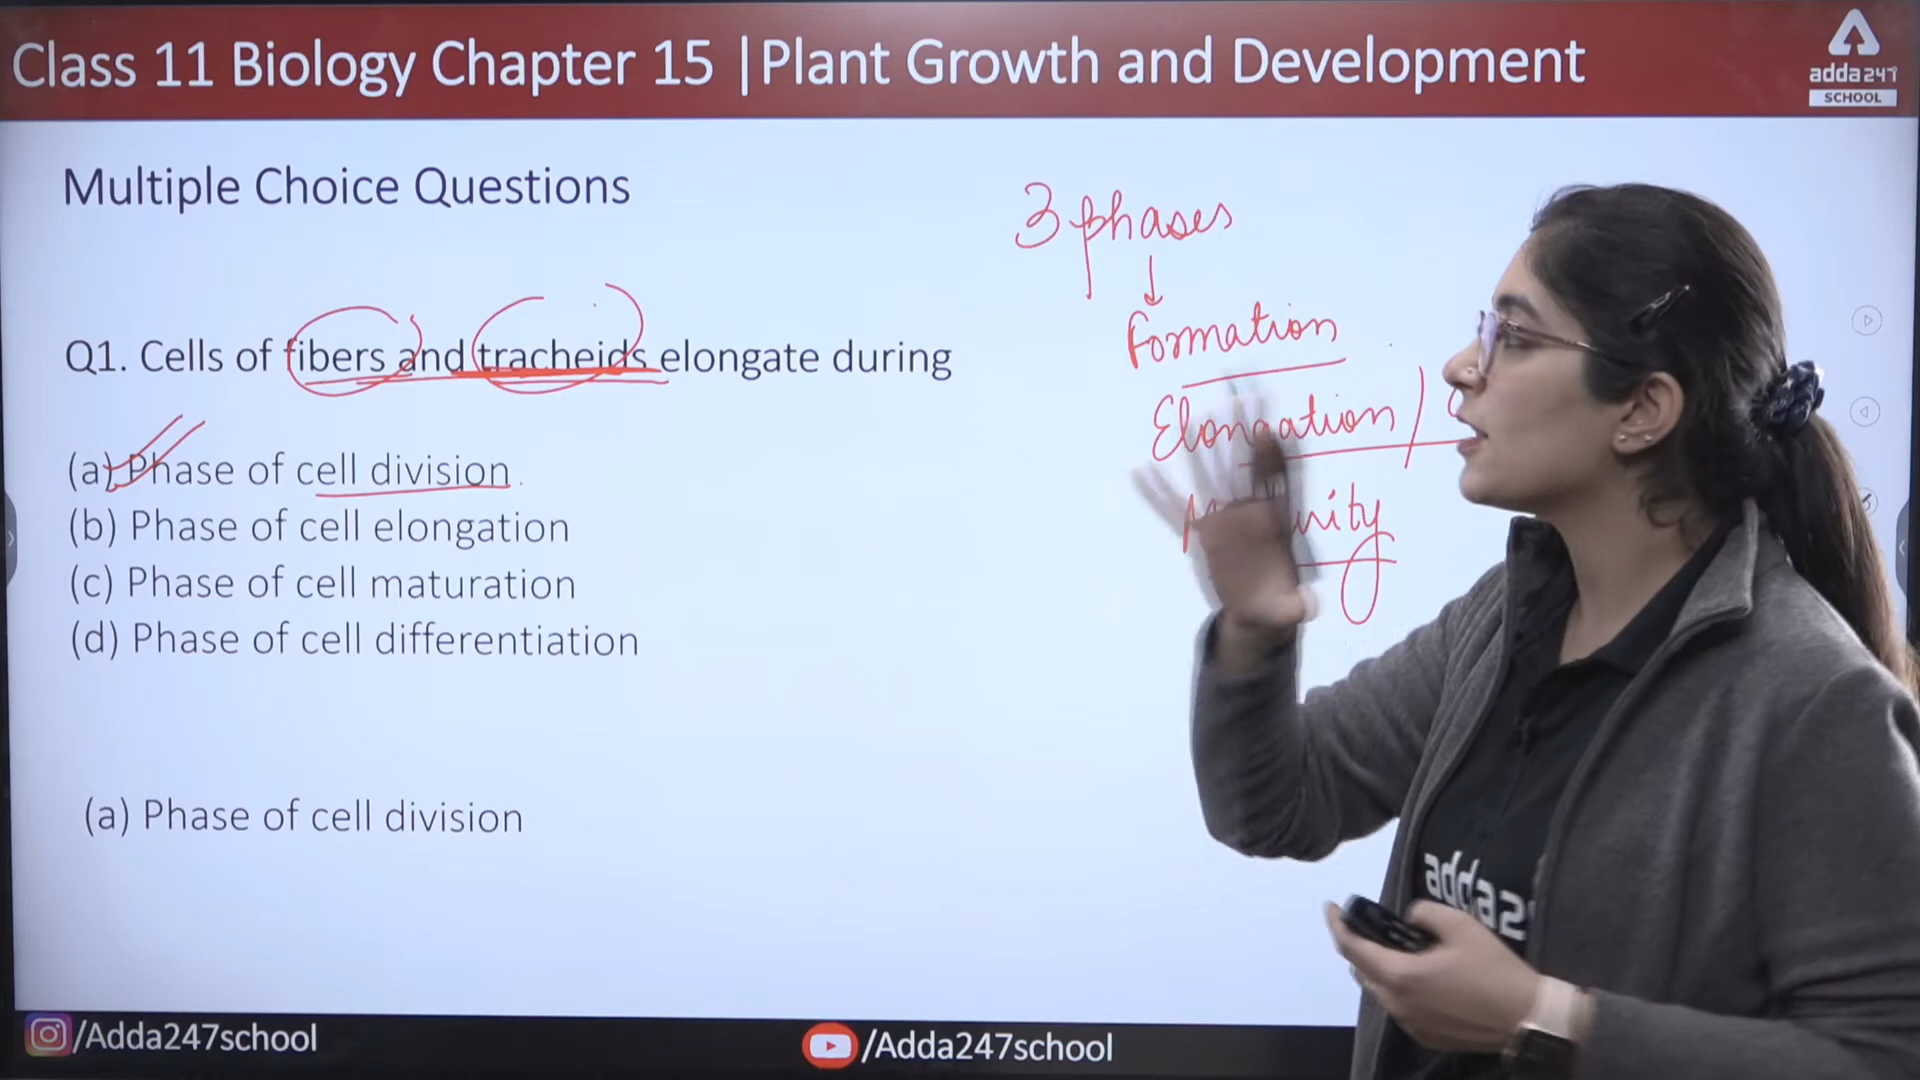 Class 11 Biology Chapter 15 | Plant Growth and Development
adda247
SCHOOL
Multiple Choice Questions
3 phases
↓
Formation
Elongation /
Q1. Cells of fibers and tracheids elongate during
(a) Phase of cell division
(b) Phase of cell elongation
(c) Phase of cell maturation
(d) Phase of cell differentiation
(a) Phase of cell division
adda2
/Adda247school
/Adda247school